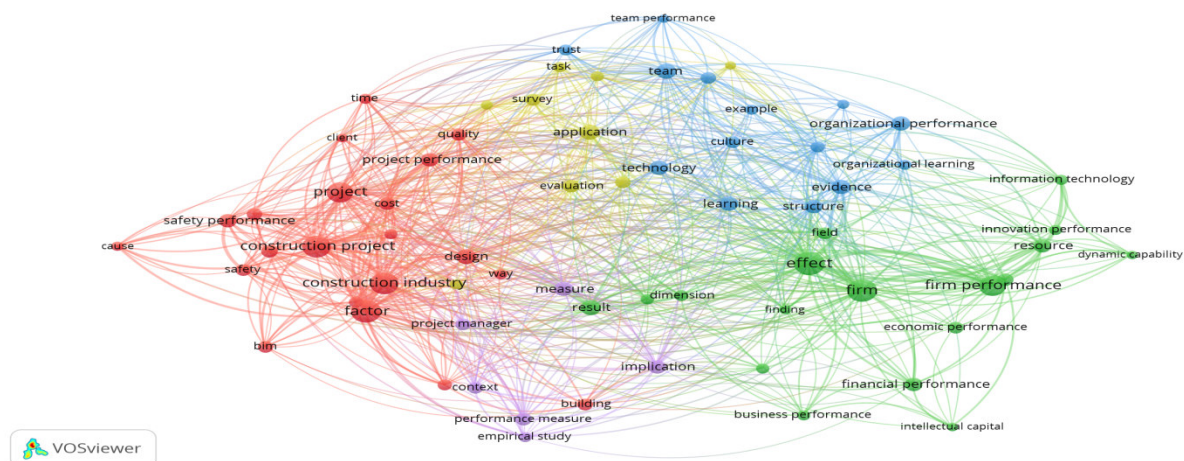 team performance
trust
task
team
time
survey
example
client
quality
application
organizational performance
culture
project performance
technology
organizational learning
information technology
evaluation
evidence
project
cost
learning
structure
safety performance
innovation performance
field
cause
construction project
resource
dynamic capability
design
effect
safety
way
construction industry
measure
firm
firm performance
dimension
result
factor
finding
project manager
economic performance
bim
implication
context
financial performance
building
performance measure
business performance
intellectual capital
empirical study
VOSviewer